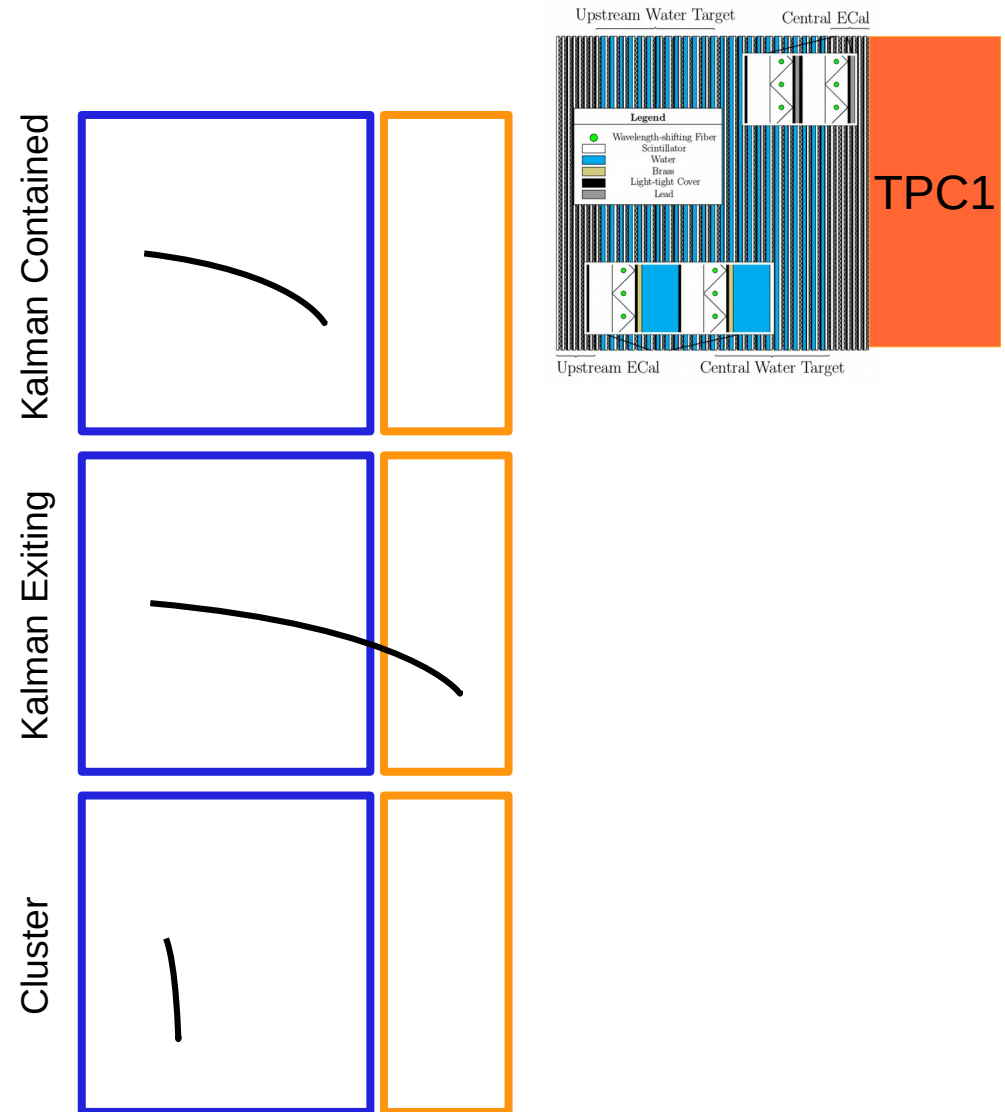 Upstream Water Target
Central ECal
Legend
Wavelength-shifting Fiber
Scintillator
Water
Brass
Light-tight Cover
Lead
TPC1
Upstream ECal
Central Water Target
Kalman Contained
Kalman Exiting
Cluster